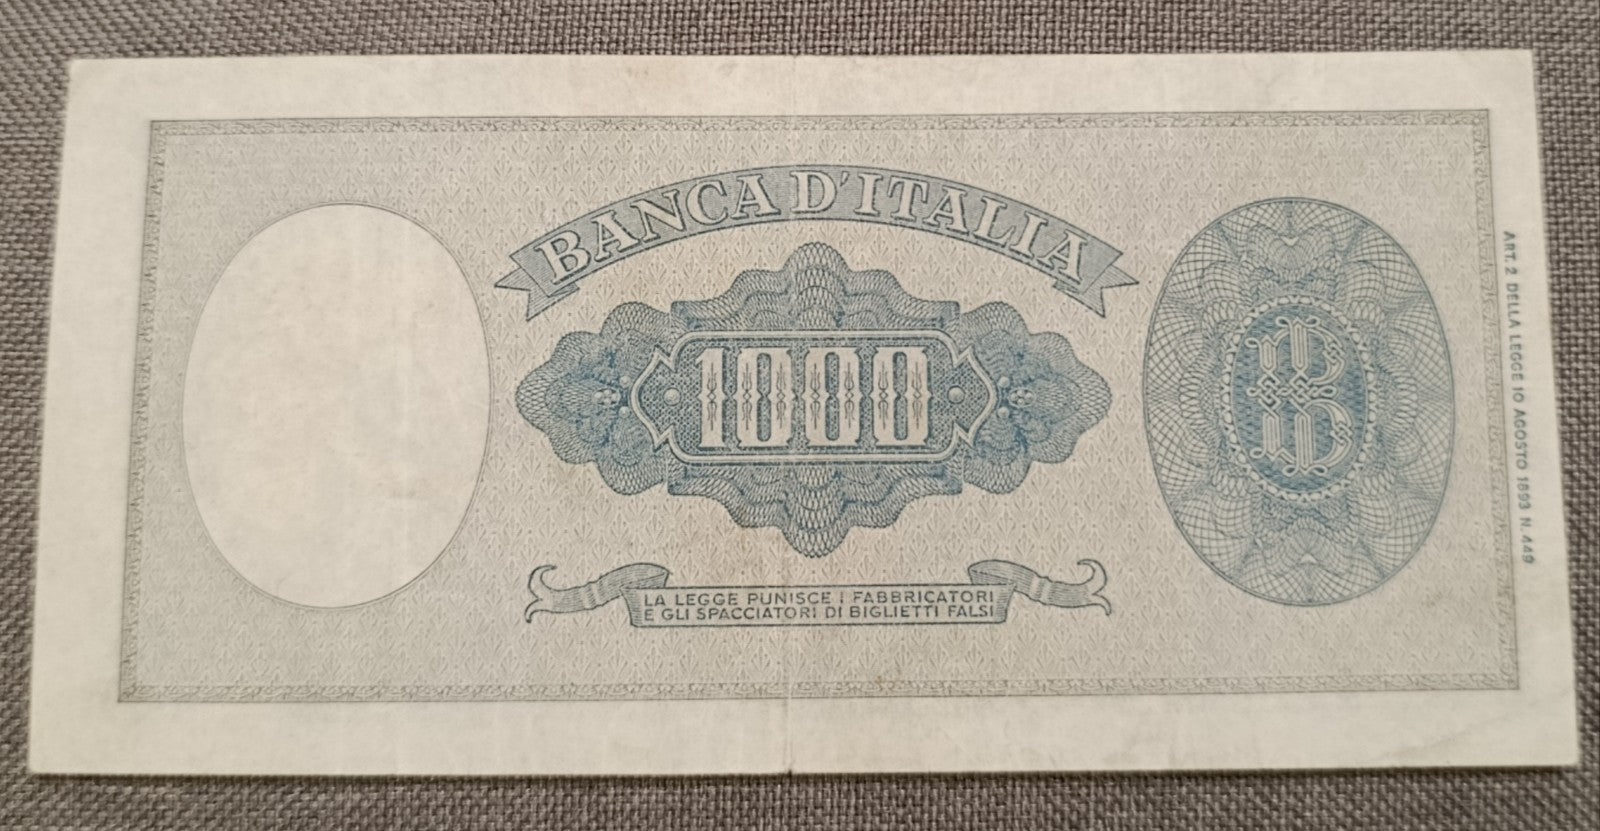 BANCA D'ITALIA
1000
LA LEGGE PUNISCE I FABBRICATORI
E GLI SPACCIATORI DI BIGLIETTI FALSI
ART. 2 DELLA LEGGE 10 AGOSTO 1893 N. 449